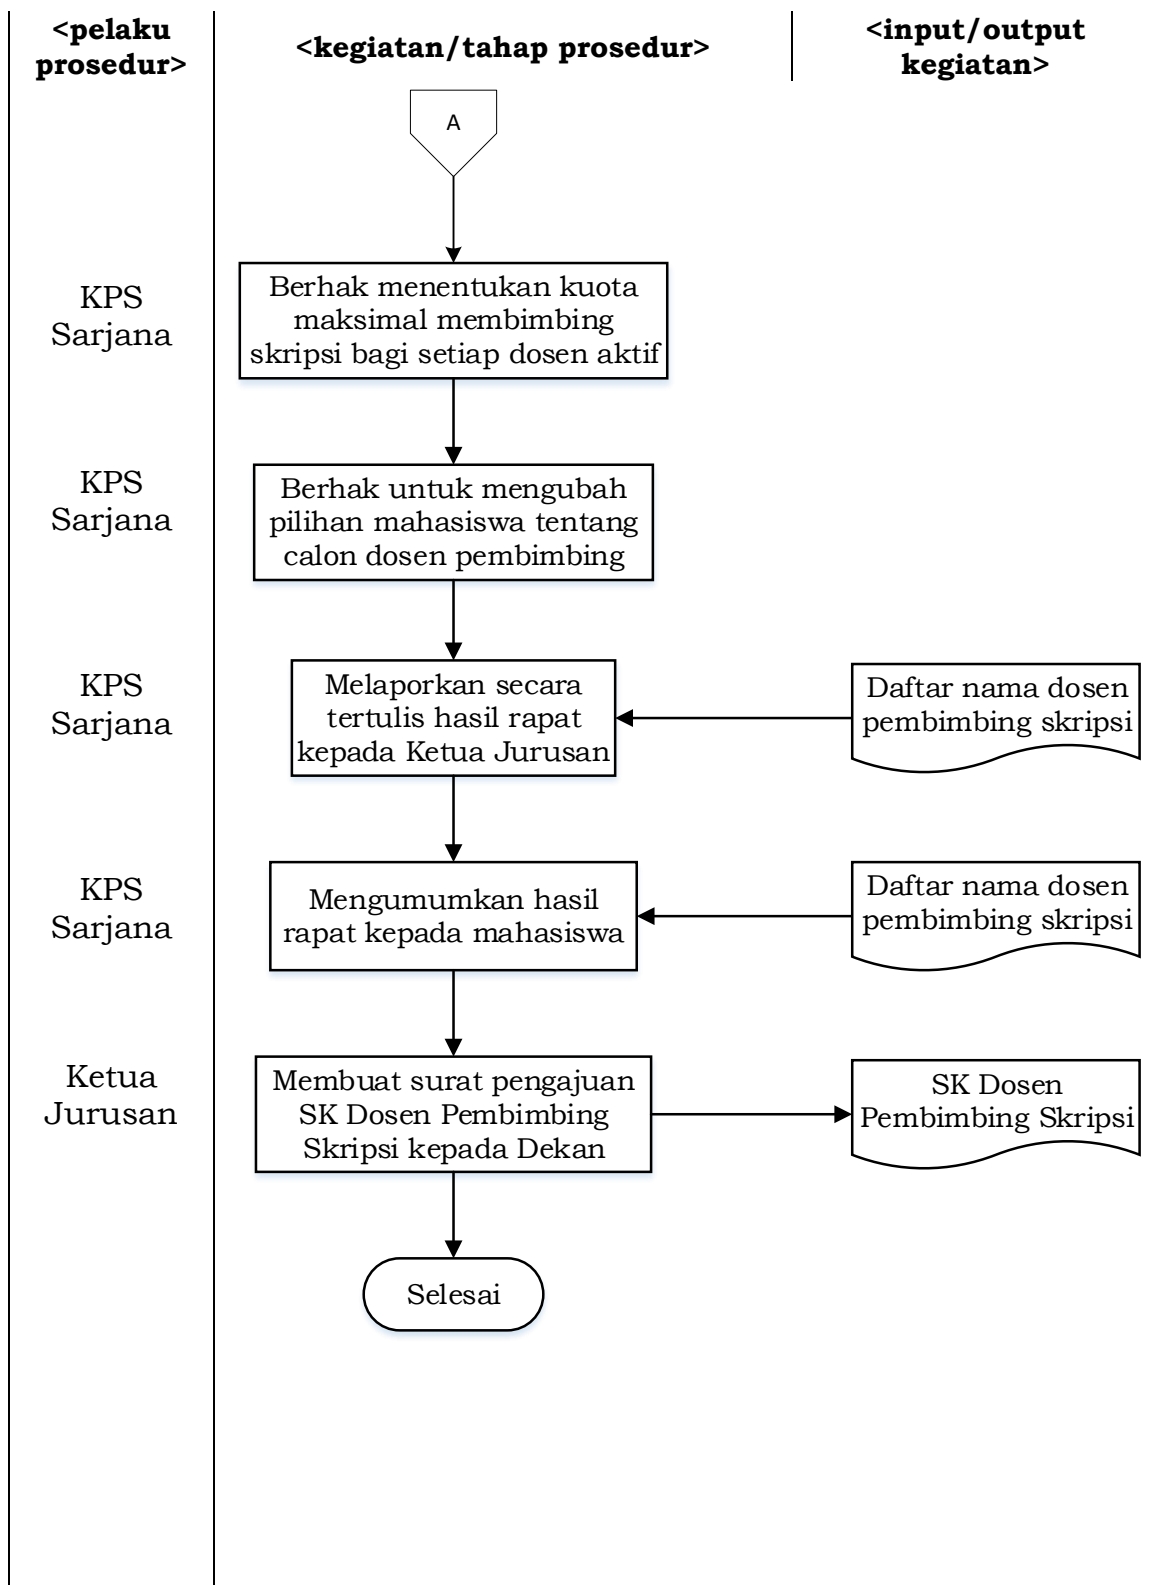 <pelaku
prosedur>
<kegiatan/tahap prosedur>
<input/output
kegiatan>
A
KPS
Sarjana
Berhak menentukan kuota
maksimal membimbing
skripsi bagi setiap dosen aktif
KPS
Sarjana
Berhak untuk mengubah
pilihan mahasiswa tentang
calon dosen pembimbing
KPS
Sarjana
Melaporkan secara
tertulis hasil rapat
kepada Ketua Jurusan
Daftar nama dosen
pembimbing skripsi
KPS
Sarjana
Mengumumkan hasil
rapat kepada mahasiswa
Daftar nama dosen
pembimbing skripsi
Ketua
Jurusan
Membuat surat pengajuan
SK Dosen Pembimbing
Skripsi kepada Dekan
SK Dosen
Pembimbing Skripsi
Selesai